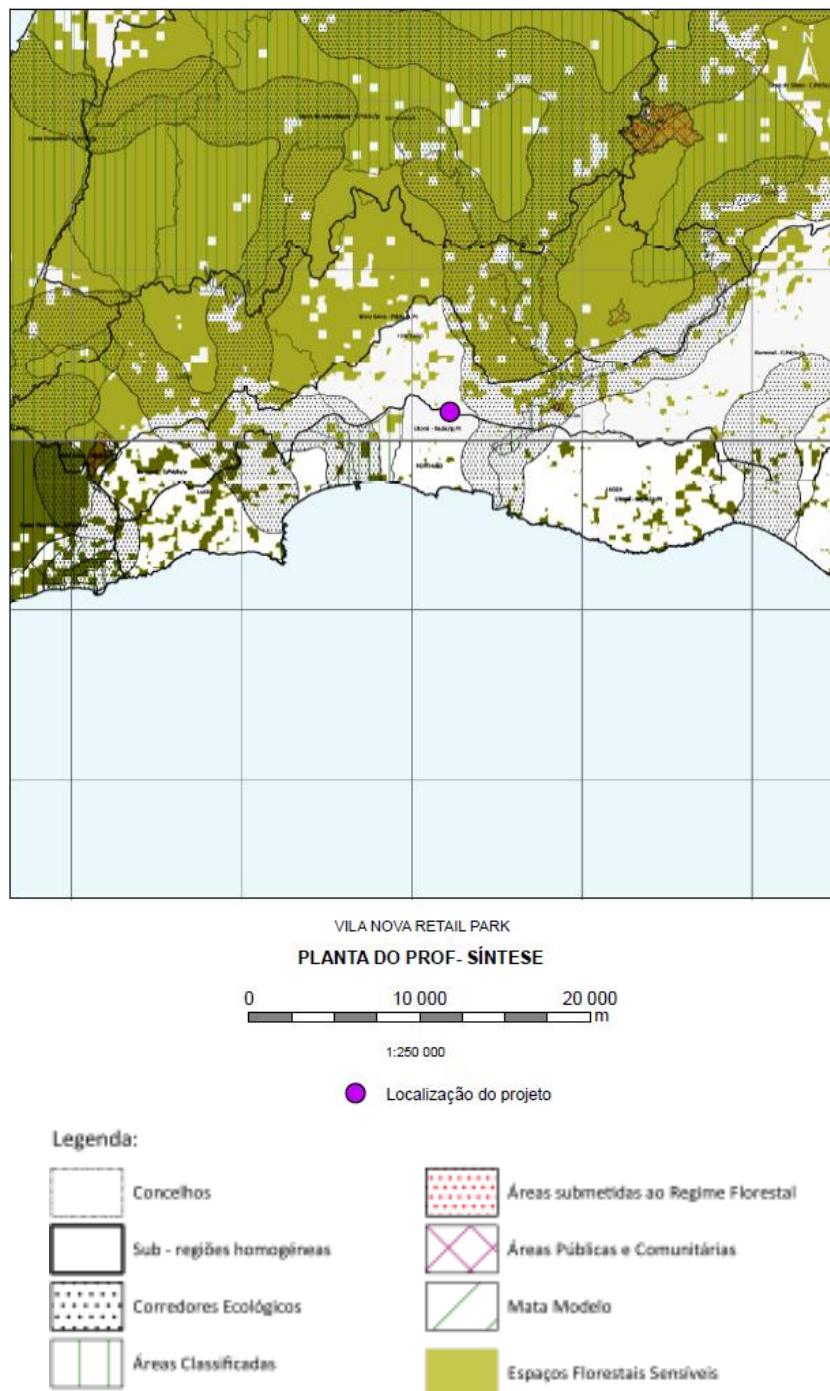 N
PORTIMÃO
LAGOA
VILA NOVA RETAIL PARK
PLANTA DO PROF- SÍNTESE
0 10 000 20 000
m
1:250 000
Localização do projeto
Legenda:
Concelhos
Sub - regiões homogéneas
Corredores Ecológicos
Áreas Classificadas
Áreas submetidas ao Regime Florestal
Áreas Públicas e Comunitárias
Mata Modelo
Espaços Florestais Sensíveis